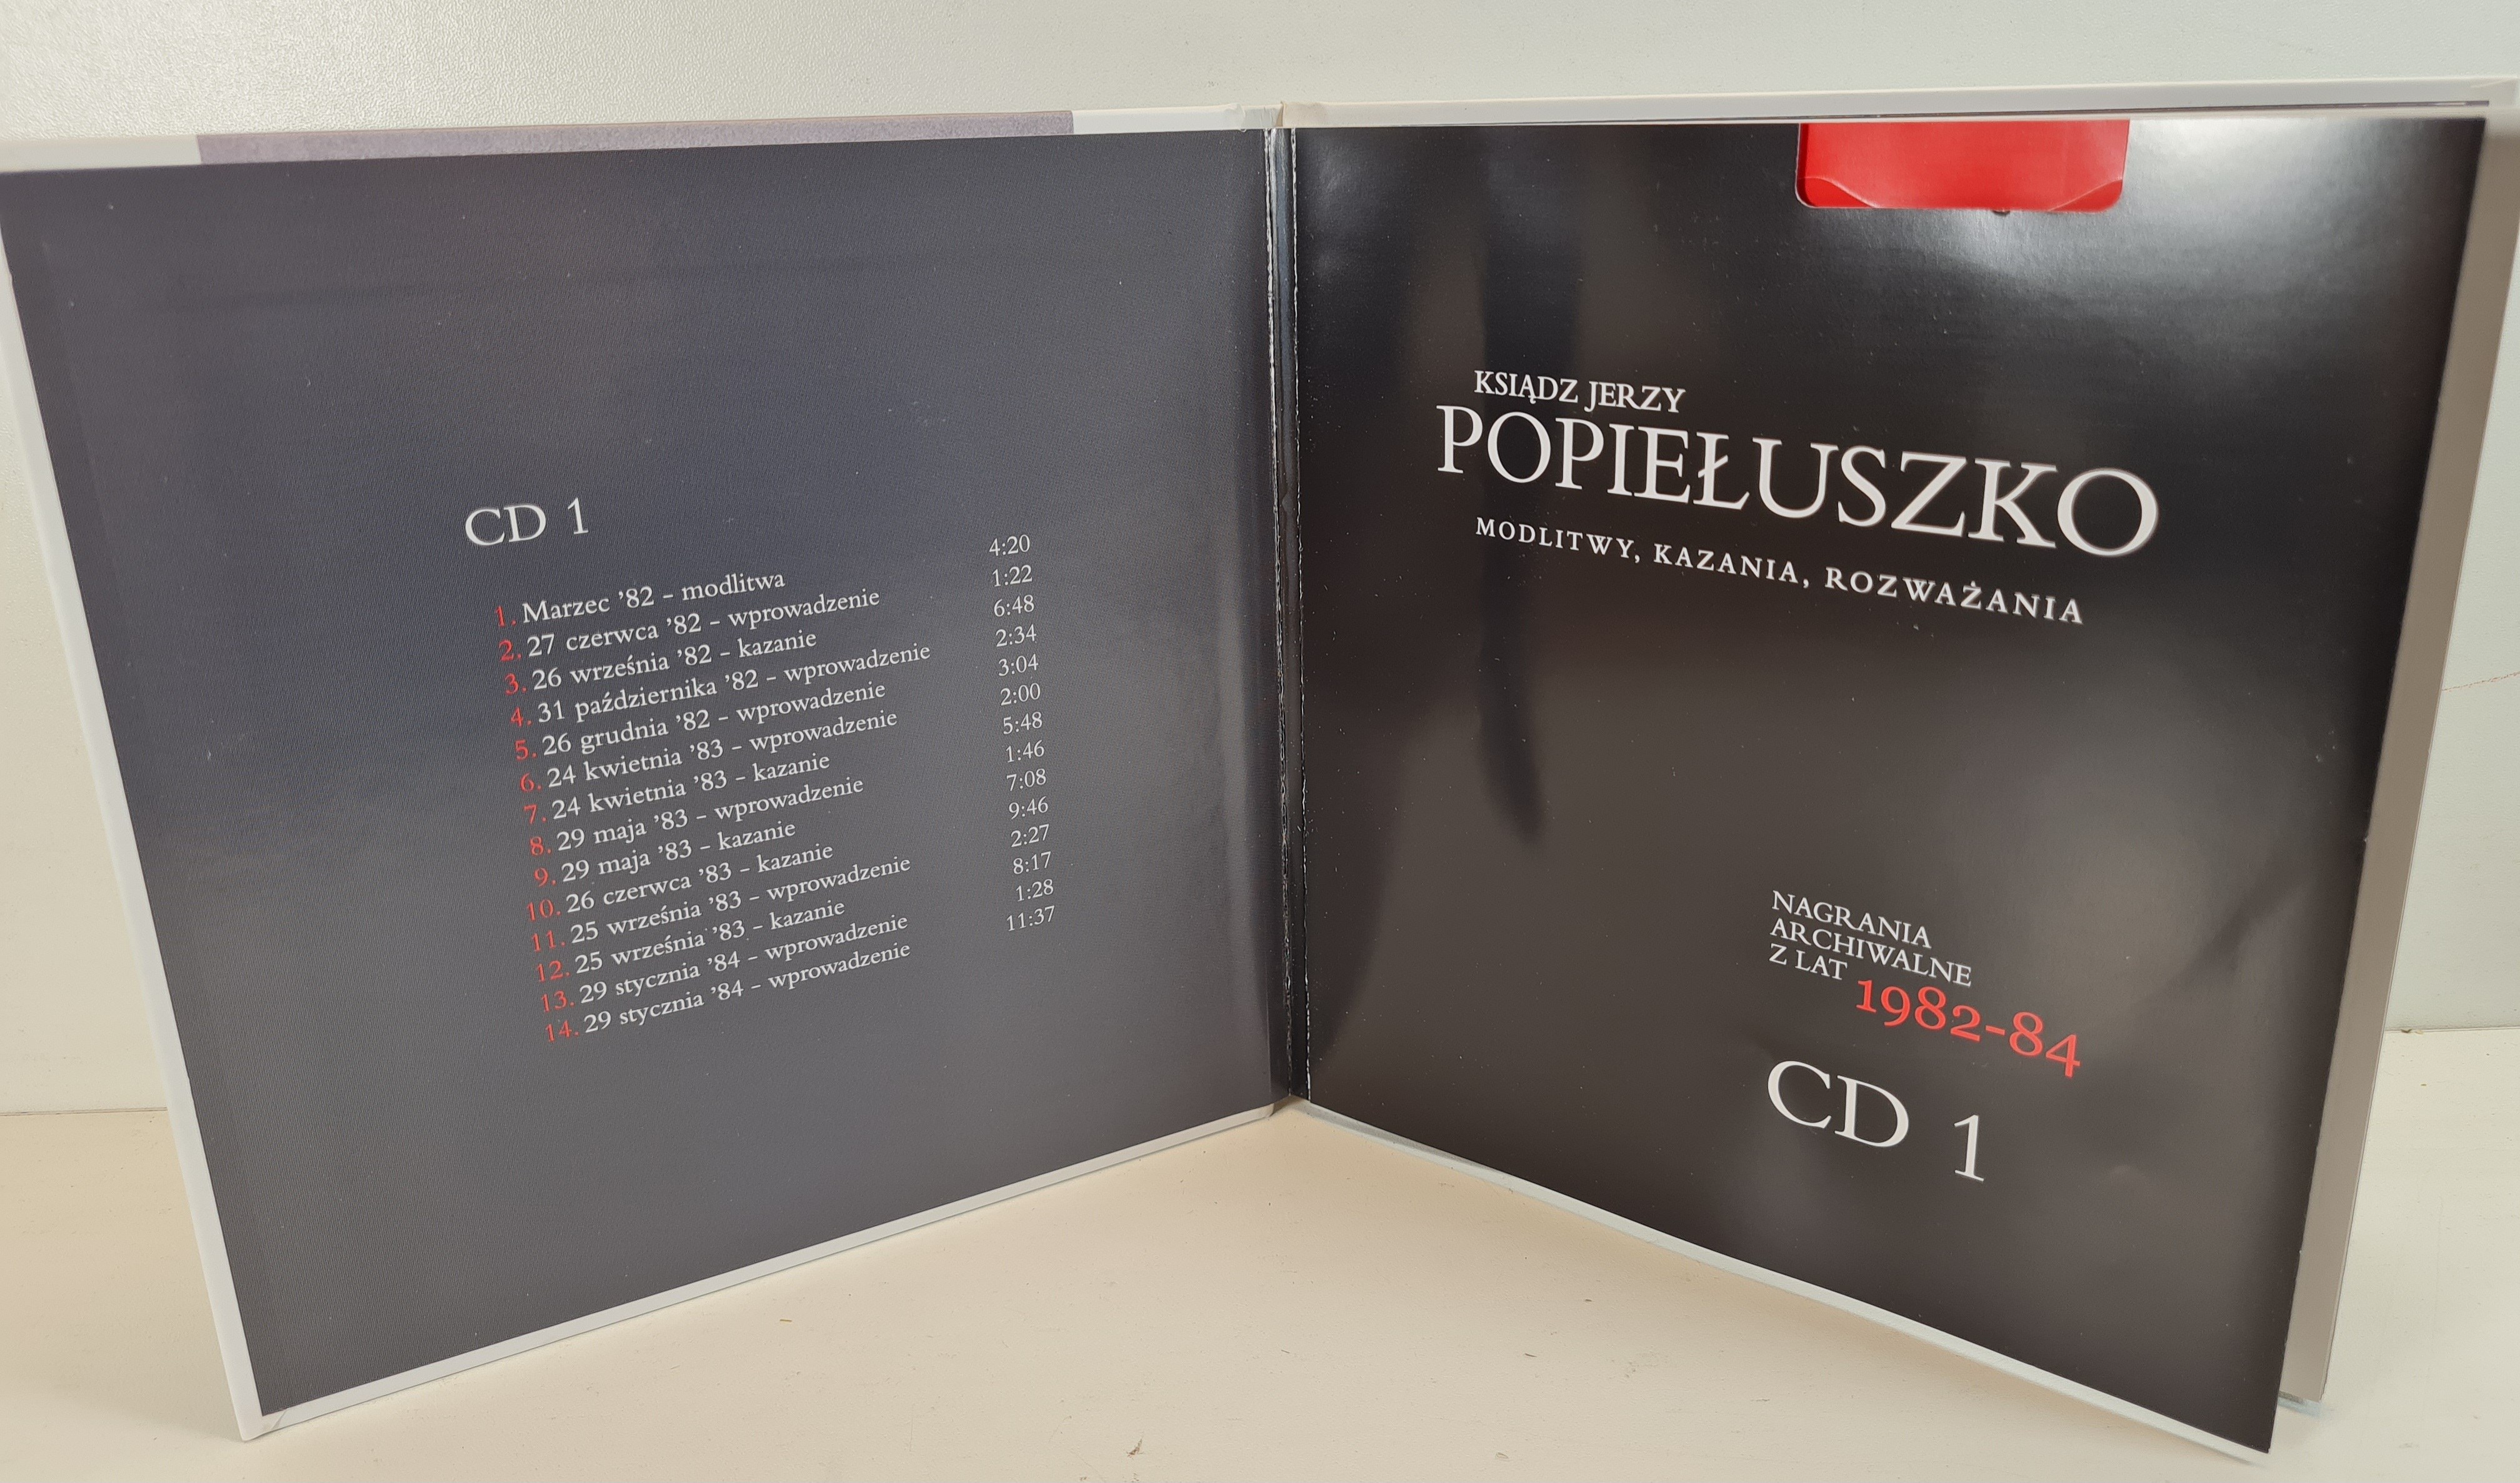 CD 1
1. Marzec ’82 – modlitwa 4:20
2. 27 czerwca ’82 – wprowadzenie 1:22
3. 26 września ’82 – kazanie 6:48
4. 31 października ’82 – wprowadzenie 2:34
5. 26 grudnia ’82 – wprowadzenie 3:04
6. 24 kwietnia ’83 – wprowadzenie 2:00
7. 24 kwietnia ’83 – kazanie 5:48
8. 29 maja ’83 – wprowadzenie 1:46
9. 29 maja ’83 – kazanie 7:08
10. 26 czerwca ’83 – kazanie 9:46
11. 25 września ’83 – wprowadzenie 2:27
12. 25 września ’83 – kazanie 8:17
13. 29 stycznia ’84 – wprowadzenie 1:28
14. 29 stycznia ’84 – wprowadzenie 11:37
KSIĄDZ JERZY
POPIEŁUSZKO
MODLITWY, KAZANIA, ROZWAŻANIA
NAGRANIA
ARCHIWALNE
Z LAT 1982-84
CD 1